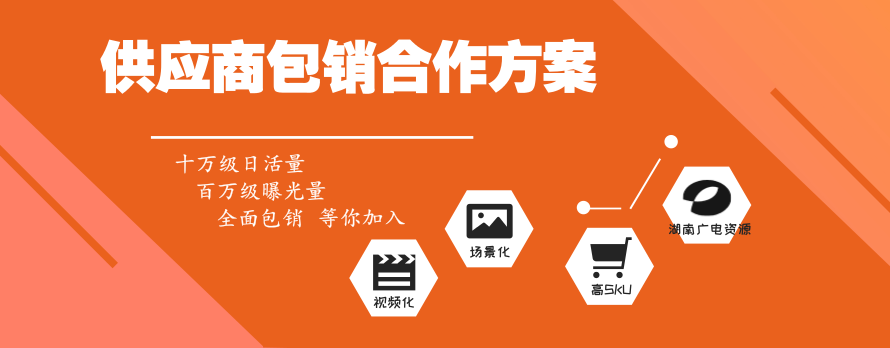 供应商包销合作方案
十万级日活量
百万级曝光量
全面包销 等你加入
视频化
场景化
高SKU
湖南广电资源